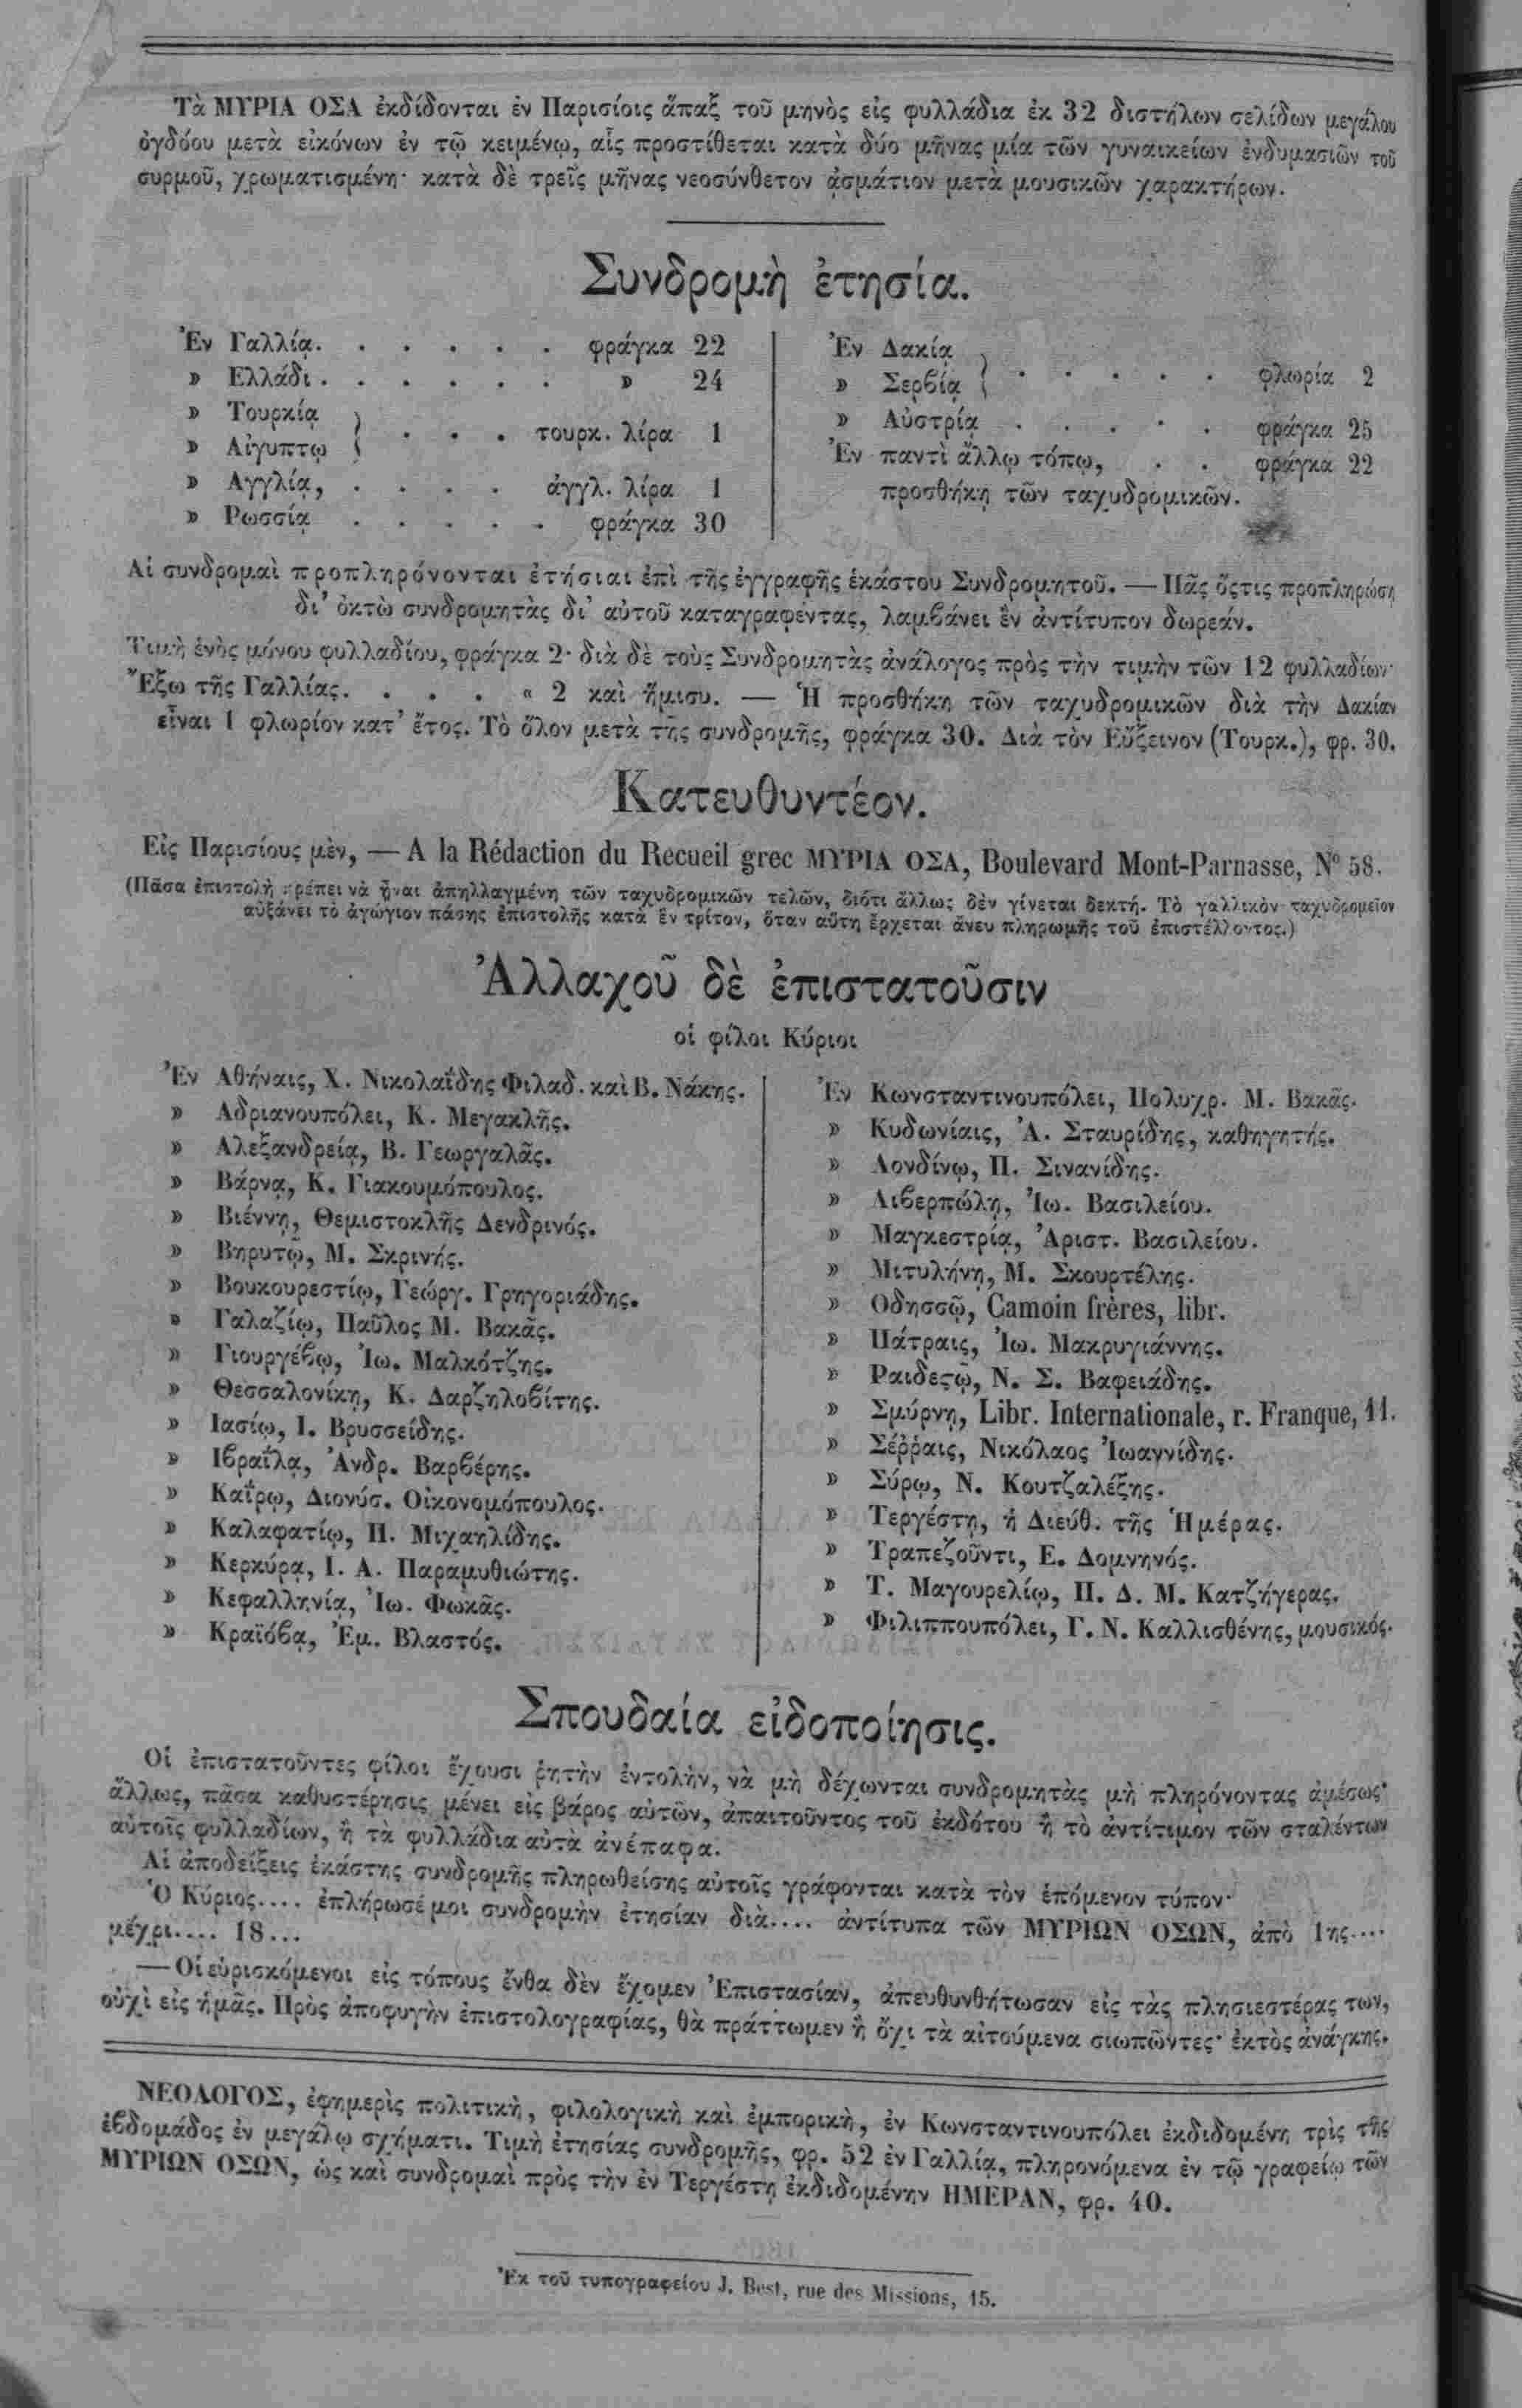 Τὰ ΜΥΡΙΑ ΟΣΑ ἐκδίδονται ἐν Παρισίοις ἅπαξ τοῦ μηνὸς εἰς φυλλάδια ἐκ 32 διστήλων σελίδων μεγάλου
ὀγδόου μετὰ εἰκόνων ἐν τῷ κειμένῳ, αἷς προστίθεται κατὰ δύο μῆνας μία τῶν γυναικείων ἐνδυμασιῶν τοῦ
συρμοῦ, χρωματισμένη· κατὰ δὲ τρεῖς μῆνας νεοσύνθετον ᾀσμάτιον μετὰ μουσικῶν χαρακτήρων.
Συνδρομὴ ἐτησία.
Ἐν Γαλλίᾳ. . . . . . φράγκα 22
» Ελλάδι . . . . . . » 24
» Τουρκίᾳ
» Αἰγυπτῳ } . . . τουρκ. λίρα 1
» Αγγλίᾳ, . . . . ἀγγλ. λίρα 1
» Ρωσσίᾳ . . . . . φράγκα 30
Ἐν Δακίᾳ
» Σερβίᾳ } . . . . . φλωρία 2
» Αὐστρίᾳ . . . . . φράγκα 25
Ἐν παντὶ ἄλλῳ τόπῳ, . . φράγκα 22
προσθήκῃ τῶν ταχυδρομικῶν.
Αἱ συνδρομαὶ προπληρόνονται ἐτήσιαι ἐπὶ τῆς ἐγγραφῆς ἑκάστου Συνδρομητοῦ. — Πᾶς ὅςτις προπληρώσῃ
δι' ὀκτὼ συνδρομητὰς δι' αὐτοῦ καταγραφέντας, λαμβάνει ἓν ἀντίτυπον δωρεάν.
Τιμὴ ἑνὸς μόνου φυλλαδίου, φράγκα 2· διὰ δὲ τοὺς Συνδρομητὰς ἀνάλογος πρὸς τὴν τιμὴν τῶν 12 φυλλαδίων·
Ἔξω τῆς Γαλλίας. . . . . « 2 καὶ ἥμισυ. — Ἡ προσθήκη τῶν ταχυδρομικῶν διὰ τὴν Δακίαν
εἶναι 1 φλωρίον κατ' ἔτος. Τὸ ὅλον μετὰ τῆς συνδρομῆς, φράγκα 30. Διὰ τὸν Εὔξεινον (Τουρκ.), φρ. 30.
Κατευθυντέον.
Εἰς Παρισίους μὲν, — A la Rédaction du Recueil grec ΜΥΡΙΑ ΟΣΑ, Boulevard Mont-Parnasse, Nº 58.
(Πᾶσα ἐπιστολὴ πρέπει νὰ ᾖναι ἀπηλλαγμένη τῶν ταχυδρομικῶν τελῶν, διότι ἄλλως δὲν γίνεται δεκτή. Τὸ γαλλικὸν ταχυδρομεῖον
αὐξάνει τὸ ἀγώγιον πάσης ἐπιστολῆς κατὰ ἓν τρίτον, ὅταν αὕτη ἔρχεται ἄνευ πληρωμῆς τοῦ ἐπιστέλλοντος.)
Ἀλλαχοῦ δὲ ἐπιστατοῦσιν
οἱ φίλοι Κύριοι
Ἐν Αθήναις, Χ. Νικολαΐδης Φιλαδ. καὶ Β. Νάκης.
» Αδριανουπόλει, Κ. Μεγακλῆς.
» Αλεξανδρείᾳ, Β. Γεωργαλᾶς.
» Βάρνᾳ, Κ. Γιακουμόπουλος.
» Βιέννῃ, Θεμιστοκλῆς Δενδρινός.
» Βηρυτῷ, Μ. Σκρινής.
» Βουκουρεστίῳ, Γεώργ. Γρηγοριάδης.
» Γαλαζίῳ, Παῦλος Μ. Βακᾶς.
» Γιουργέβῳ, Ἰω. Μαλκότζης.
» Θεσσαλονίκῃ, Κ. Δαρζηλοβίτης.
» Ιασίῳ, Ι. Βρυσσείδης.
» Ιβραΐλᾳ, Ἀνδρ. Βαρβέρης.
» Καΐρῳ, Διονύσ. Οἰκονομόπουλος.
» Καλαφατίῳ, Π. Μιχαηλίδης.
» Κερκύρᾳ, Ι. Α. Παραμυθιώτης.
» Κεφαλληνίᾳ, Ἰω. Φωκᾶς.
» Κραϊόβᾳ, Ἐμ. Βλαστός.
Ἐν Κωνσταντινουπόλει, Πολυχρ. Μ. Βακᾶς.
» Κυδωνίαις, Ἀ. Σταυρίδης, καθηγητής.
» Λονδίνῳ, Π. Σινανίδης.
» Λιβερπώλῃ, Ἰω. Βασιλείου.
» Μαγκεστρίᾳ, Ἀριστ. Βασιλείου.
» Μιτυλήνῃ, Μ. Σκουρτέλης.
» Οδησσῷ, Camoin frères, libr.
» Πάτραις, Ἰω. Μακρυγιάννης.
» Ραιδεςῷ, Ν. Σ. Βαφειάδης.
» Σμύρνῃ, Libr. Internationale, r. Franque, 11.
» Σέῤῥαις, Νικόλαος Ἰωαννίδης.
» Σύρῳ, Ν. Κουτζαλέξης.
» Τεργέστῃ, ἡ Διεύθ. τῆς Ἡμέρας.
» Τραπεζοῦντι, Ε. Δομνηνός.
» Τ. Μαγουρελίῳ, Π. Δ. Μ. Κατζήγερας.
» Φιλιππουπόλει, Γ. Ν. Καλλισθένης, μουσικός.
Σπουδαία εἰδοποίησις.
Οἱ ἐπιστατοῦντες φίλοι ἔχουσι ῥητὴν ἐντολὴν, νὰ μὴ δέχωνται συνδρομητὰς μὴ πληρόνοντας ἀμέσως·
ἄλλως, πᾶσα καθυστέρησις μένει εἰς βάρος αὐτῶν, ἀπαιτοῦντος τοῦ ἐκδότου ἢ τὸ ἀντίτιμον τῶν σταλέντων
αὐτοῖς φυλλαδίων, ἢ τὰ φυλλάδια αὐτὰ ἀνέπαφα.
Αἱ ἀποδείξεις ἑκάστης συνδρομῆς πληρωθείσης αὐτοῖς γράφονται κατὰ τὸν ἑπόμενον τύπον·
Ὁ Κύριος.... ἐπλήρωσέ μοι συνδρομὴν ἐτησίαν διὰ.... ἀντίτυπα τῶν ΜΥΡΙΩΝ ΟΣΩΝ, ἀπὸ 1ης....
μέχρι.... 18...
— Οἱ εὑρισκόμενοι εἰς τόπους ἔνθα δὲν ἔχομεν Ἐπιστασίαν, ἀπευθυνθήτωσαν εἰς τὰς πλησιεστέρας των,
οὐχὶ εἰς ἡμᾶς. Πρὸς ἀποφυγὴν ἐπιστολογραφίας, θὰ πράττωμεν ἢ ὄχι τὰ αἰτούμενα σιωπῶντες· ἐκτὸς ἀνάγκης.
ΝΕΟΛΟΓΟΣ, ἐφημερὶς πολιτικὴ, φιλολογικὴ καὶ ἐμπορικὴ, ἐν Κωνσταντινουπόλει ἐκδιδομένη τρὶς τῆς
ἑβδομάδος ἐν μεγάλῳ σχήματι. Τιμὴ ἐτησίας συνδρομῆς, φρ. 52 ἐν Γαλλίᾳ, πληρονόμενα ἐν τῷ γραφείῳ τῶν
ΜΥΡΙΩΝ ΟΣΩΝ, ὡς καὶ συνδρομαὶ πρὸς τὴν ἐν Τεργέστῃ ἐκδιδομένην ΗΜΕΡΑΝ, φρ. 40.
Ἐκ τοῦ τυπογραφείου J. Best, rue des Missions, 15.